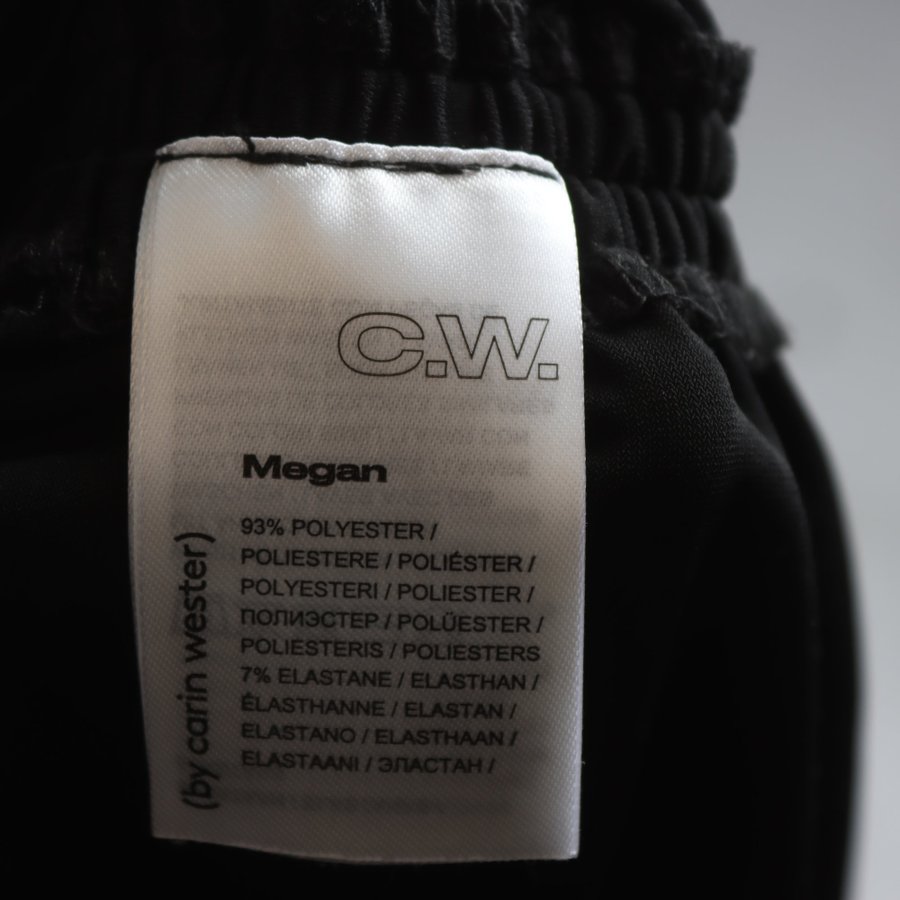 C.W.
Megan
93% POLYESTER /
POLIESTERE / POLIÉSTER /
POLYESTERI / POLIESTER /
ПОЛИЭСТЕР / POLÜESTER /
POLIESTERIS / POLIESTERS
7% ELASTANE / ELASTHAN /
ÉLASTHANNE / ELASTAN /
ELASTANO / ELASTHAAN /
ELASTAANI / ЭЛАСТАН /
(by carin wester)